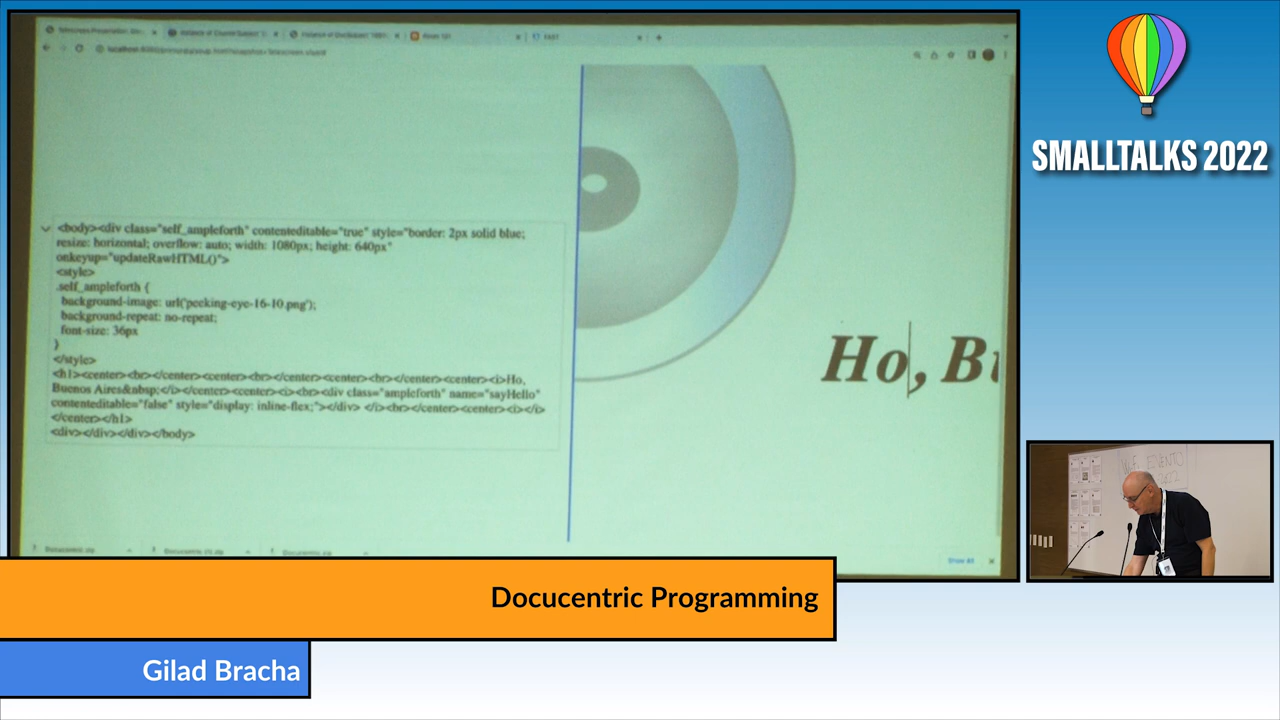 SMALLTALKS 2022
<body><div class="self_ampleforth" contenteditable="true" style="border: 2px solid blue;
resize: horizontal; overflow: auto; width: 1080px; height: 640px"
onkeyup="updateRawHTML()">
<style>
.self_ampleforth {
background-image: url('pecking-eye-16-10.png');
background-repeat: no-repeat;
font-size: 36px
}
</style>
<h1><center><br></center><center><br></center><center><br></center><center><i>Ho,
Buenos Aires&nbsp;</i></center><center><i><br><div class="ampleforth" name="sayHello"
contenteditable="false" style="display: inline-flex;"></div> </i><br></center><center><i></i>
</center></h1>
<div></div></div></body>
Ho, Bu
Show All
Docucentric Programming
Gilad Bracha